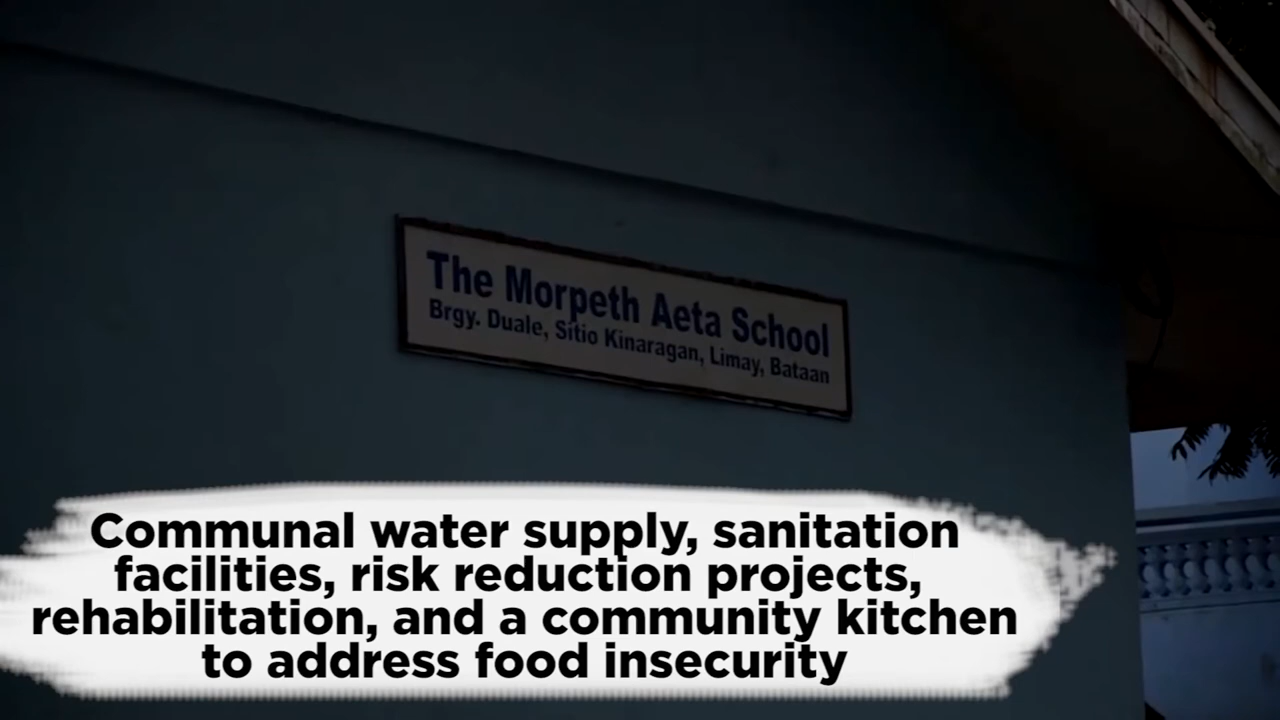 The Morpeth Aeta School
Brgy. Duale, Sitio Kinaragan, Limay, Bataan
Communal water supply, sanitation
facilities, risk reduction projects,
rehabilitation, and a community kitchen
to address food insecurity